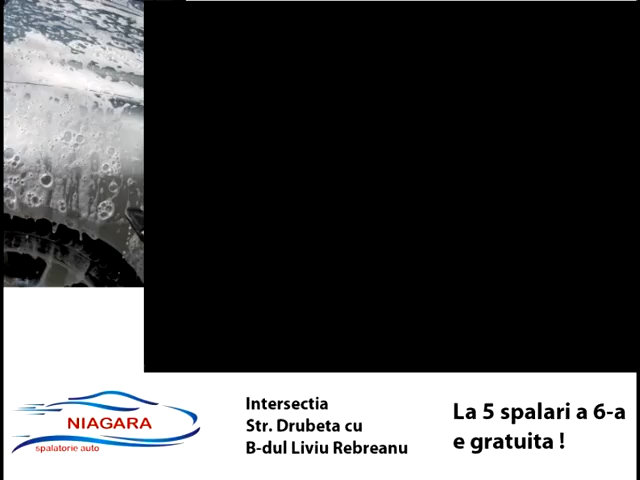 NIAGARA
spalatorie auto
Intersectia
Str. Drubeta cu
B-dul Liviu Rebreanu
La 5 spalari a 6-a
e gratuita !